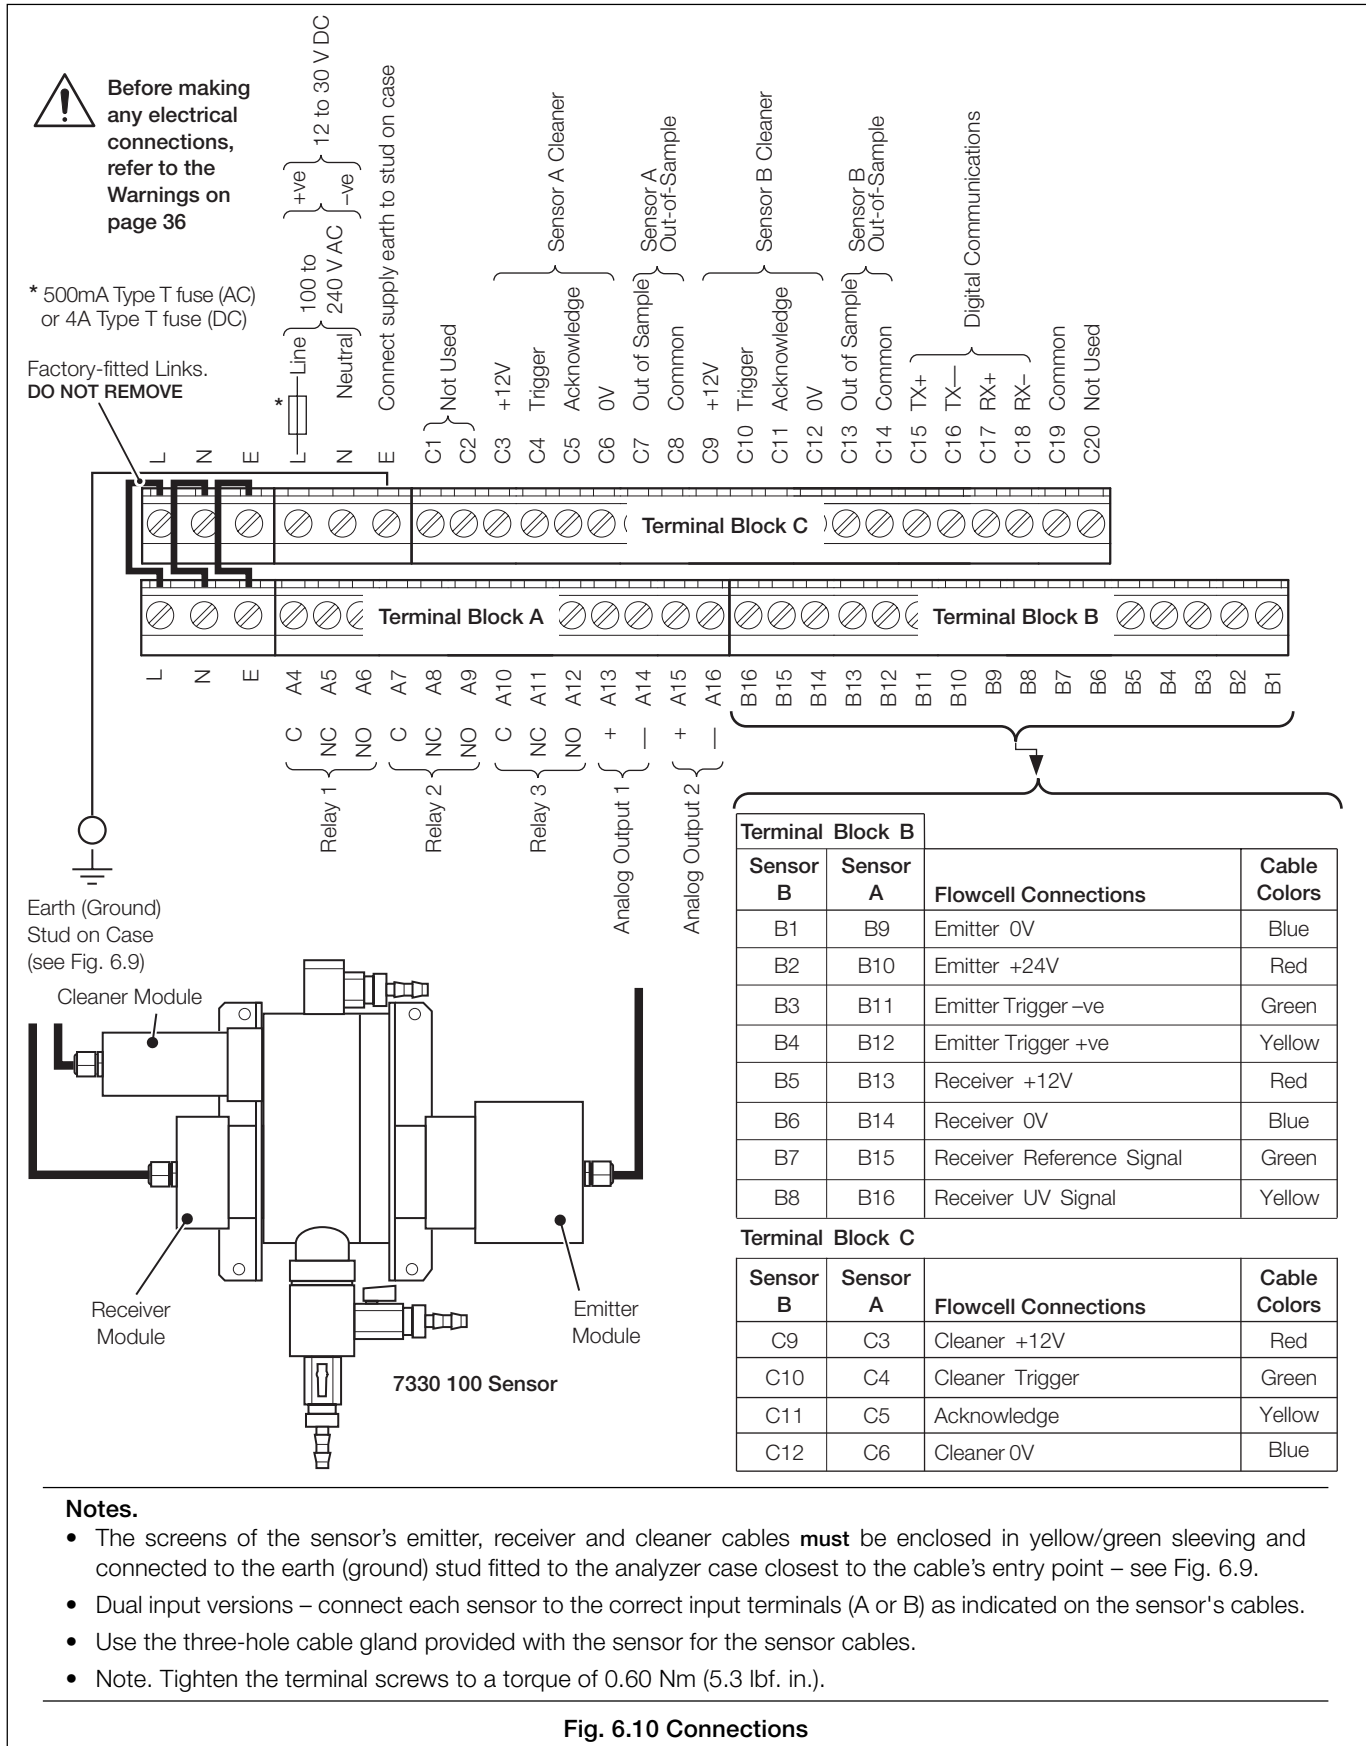 Before making
any electrical
connections,
refer to the
Warnings on
page 36
* 500mA Type T fuse (AC)
or 4A Type T fuse (DC)
Factory-fitted Links.
DO NOT REMOVE
12 to 30 V DC
+ve
–ve
100 to
240 V AC
Line
Neutral
*
Connect supply earth to stud on case
Not Used
Sensor A Cleaner
+12V
Trigger
Acknowledge
0V
Sensor A
Out-of-Sample
Out of Sample
Common
Sensor B Cleaner
+12V
Trigger
Acknowledge
0V
Sensor B
Out-of-Sample
Out of Sample
Common
Digital Communications
TX+
TX—
RX+
RX–
Common
Not Used
L N E L N E C1 C2 C3 C4 C5 C6 C7 C8 C9 C10 C11 C12 C13 C14 C15 C16 C17 C18 C19 C20
Terminal Block C
Terminal Block A
Terminal Block B
L N E A4 A5 A6 A7 A8 A9 A10 A11 A12 A13 A14 A15 A16 B16 B15 B14 B13 B12 B11 B10 B9 B8 B7 B6 B5 B4 B3 B2 B1
C NC NO C NC NO C NC NO + — + —
Relay 1
Relay 2
Relay 3
Analog Output 1
Analog Output 2
Earth (Ground)
Stud on Case
(see Fig. 6.9)
Cleaner Module
Receiver
Module
Emitter
Module
7330 100 Sensor
Terminal Block B
Sensor B Sensor A Flowcell Connections Cable Colors
B1 B9 Emitter 0V Blue
B2 B10 Emitter +24V Red
B3 B11 Emitter Trigger –ve Green
B4 B12 Emitter Trigger +ve Yellow
B5 B13 Receiver +12V Red
B6 B14 Receiver 0V Blue
B7 B15 Receiver Reference Signal Green
B8 B16 Receiver UV Signal Yellow
Terminal Block C
Sensor B Sensor A Flowcell Connections Cable Colors
C9 C3 Cleaner +12V Red
C10 C4 Cleaner Trigger Green
C11 C5 Acknowledge Yellow
C12 C6 Cleaner 0V Blue
Notes.
• The screens of the sensor's emitter, receiver and cleaner cables must be enclosed in yellow/green sleeving and
connected to the earth (ground) stud fitted to the analyzer case closest to the cable's entry point – see Fig. 6.9.
• Dual input versions – connect each sensor to the correct input terminals (A or B) as indicated on the sensor's cables.
• Use the three-hole cable gland provided with the sensor for the sensor cables.
• Note. Tighten the terminal screws to a torque of 0.60 Nm (5.3 lbf. in.).
Fig. 6.10 Connections